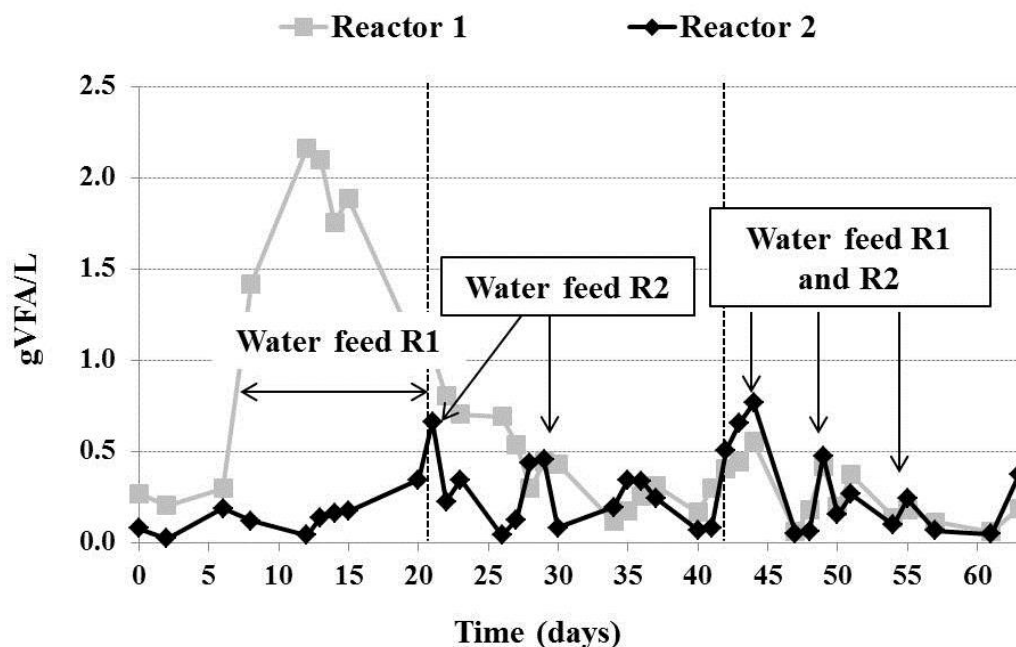 Reactor 1 Reactor 2
2.5
2.0
1.5
1.0
0.5
0.0
gVFA/L
Water feed R1
Water feed R2
Water feed R1
and R2
0 5 10 15 20 25 30 35 40 45 50 55 60
Time (days)